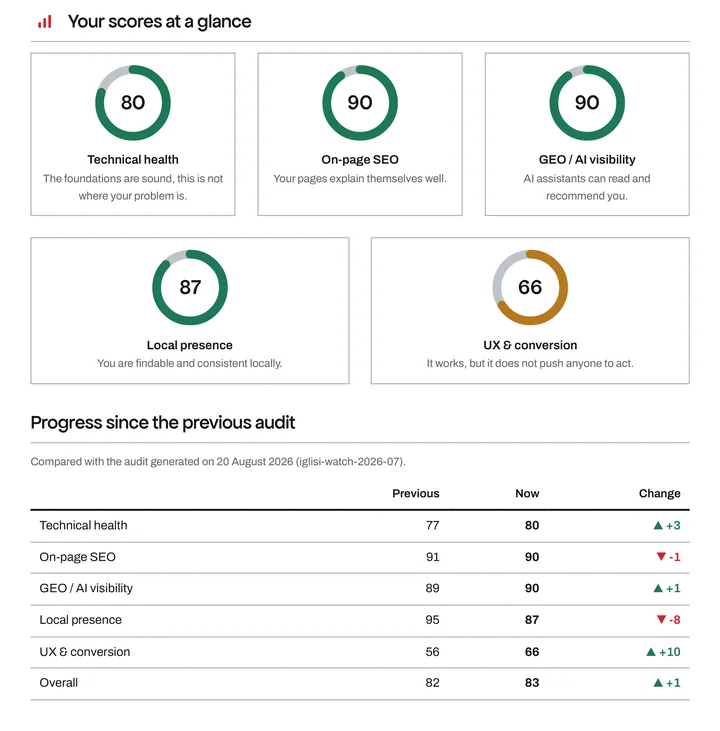 Your scores at a glance
80
Technical health
The foundations are sound, this is not
where your problem is.
90
On-page SEO
Your pages explain themselves well.
90
GEO / AI visibility
AI assistants can read and
recommend you.
87
Local presence
You are findable and consistent locally.
66
UX & conversion
It works, but it does not push anyone to act.
Progress since the previous audit
Compared with the audit generated on 20 August 2026 (iglisi-watch-2026-07).
Previous Now Change
Technical health 77 80 ▲ +3
On-page SEO 91 90 ▼ -1
GEO / AI visibility 89 90 ▲ +1
Local presence 95 87 ▼ -8
UX & conversion 56 66 ▲ +10
Overall 82 83 ▲ +1